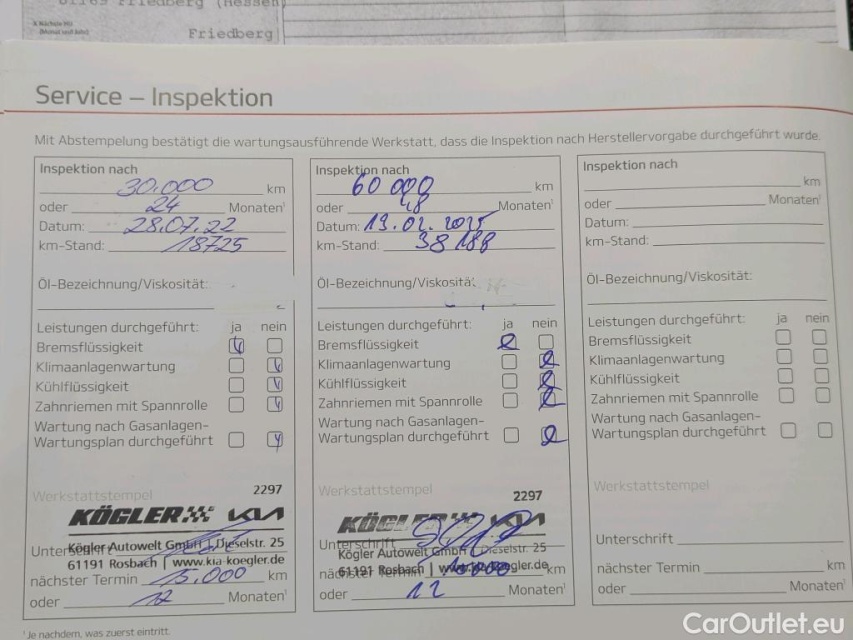 Friedberg (Hessen)
Friedberg
Service – Inspektion
Mit Abstempelung bestätigt die wartungsausführende Werkstatt, dass die Inspektion nach Herstellervorgabe durchgeführt wurde.
Inspektion nach
30.000 km
oder 24 Monaten¹
Datum: 28.07.22
km-Stand: 18725
Öl-Bezeichnung/Viskosität:
Leistungen durchgeführt: ja nein
Bremsflüssigkeit
Klimaanlagenwartung
Kühlflüssigkeit
Zahnriemen mit Spannrolle
Wartung nach Gasanlagen-
Wartungsplan durchgeführt
Werkstattstempel
2297
KÖGLER KIA
Kögler Autowelt GmbH | Dieselstr. 25
61191 Rosbach | www.kia-koegler.de
nächster Termin 15.000 km
oder 12 Monaten¹
Inspektion nach
60 000 km
oder 48 Monaten¹
Datum: 19.02.2025
km-Stand: 38188
Öl-Bezeichnung/Viskosität:
Leistungen durchgeführt: ja nein
Bremsflüssigkeit
Klimaanlagenwartung
Kühlflüssigkeit
Zahnriemen mit Spannrolle
Wartung nach Gasanlagen-
Wartungsplan durchgeführt
Werkstattstempel
2297
KÖGLER KIA
Unterschrift
Kögler Autowelt GmbH | Dieselstr. 25
61191 Rosbach | www.kia-koegler.de
nächster Termin km
oder 12 Monaten¹
Inspektion nach
km
oder Monaten¹
Datum:
km-Stand:
Öl-Bezeichnung/Viskosität:
Leistungen durchgeführt: ja nein
Bremsflüssigkeit
Klimaanlagenwartung
Kühlflüssigkeit
Zahnriemen mit Spannrolle
Wartung nach Gasanlagen-
Wartungsplan durchgeführt
Werkstattstempel
Unterschrift
nächster Termin km
oder Monaten¹
¹Je nachdem, was zuerst eintritt.
CarOutlet.eu